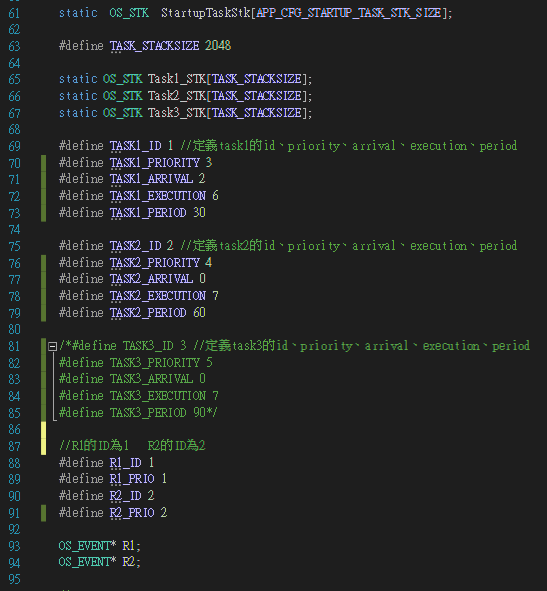 61 static OS_STK StartupTaskStk[APP_CFG_STARTUP_TASK_STK_SIZE];
62
63 #define TASK_STACKSIZE 2048
64
65 static OS_STK Task1_STK[TASK_STACKSIZE];
66 static OS_STK Task2_STK[TASK_STACKSIZE];
67 static OS_STK Task3_STK[TASK_STACKSIZE];
68
69 #define TASK1_ID 1 //定義task1的id、priority、arrival、execution、period
70 #define TASK1_PRIORITY 3
71 #define TASK1_ARRIVAL 2
72 #define TASK1_EXECUTION 6
73 #define TASK1_PERIOD 30
74
75 #define TASK2_ID 2 //定義task2的id、priority、arrival、execution、period
76 #define TASK2_PRIORITY 4
77 #define TASK2_ARRIVAL 0
78 #define TASK2_EXECUTION 7
79 #define TASK2_PERIOD 60
80
81 /*#define TASK3_ID 3 //定義task3的id、priority、arrival、execution、period
82 #define TASK3_PRIORITY 5
83 #define TASK3_ARRIVAL 0
84 #define TASK3_EXECUTION 7
85 #define TASK3_PERIOD 90*/
86
87 //R1的ID為1 R2的ID為2
88 #define R1_ID 1
89 #define R1_PRIO 1
90 #define R2_ID 2
91 #define R2_PRIO 2
92
93 OS_EVENT* R1;
94 OS_EVENT* R2;
95